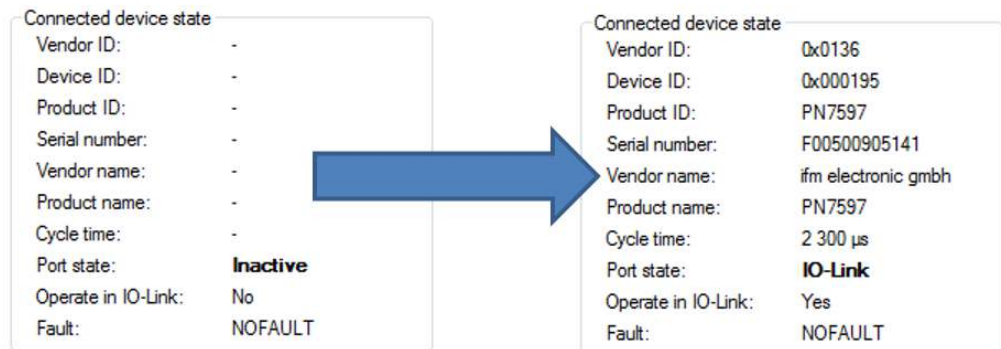 Connected device state
Vendor ID: -
Device ID: -
Product ID: -
Serial number: -
Vendor name: -
Product name: -
Cycle time: -
Port state: Inactive
Operate in IO-Link: No
Fault: NOFAULT
Connected device state
Vendor ID: 0x0136
Device ID: 0x000195
Product ID: PN7597
Serial number: F00500905141
Vendor name: ifm electronic gmbh
Product name: PN7597
Cycle time: 2 300 µs
Port state: IO-Link
Operate in IO-Link: Yes
Fault: NOFAULT